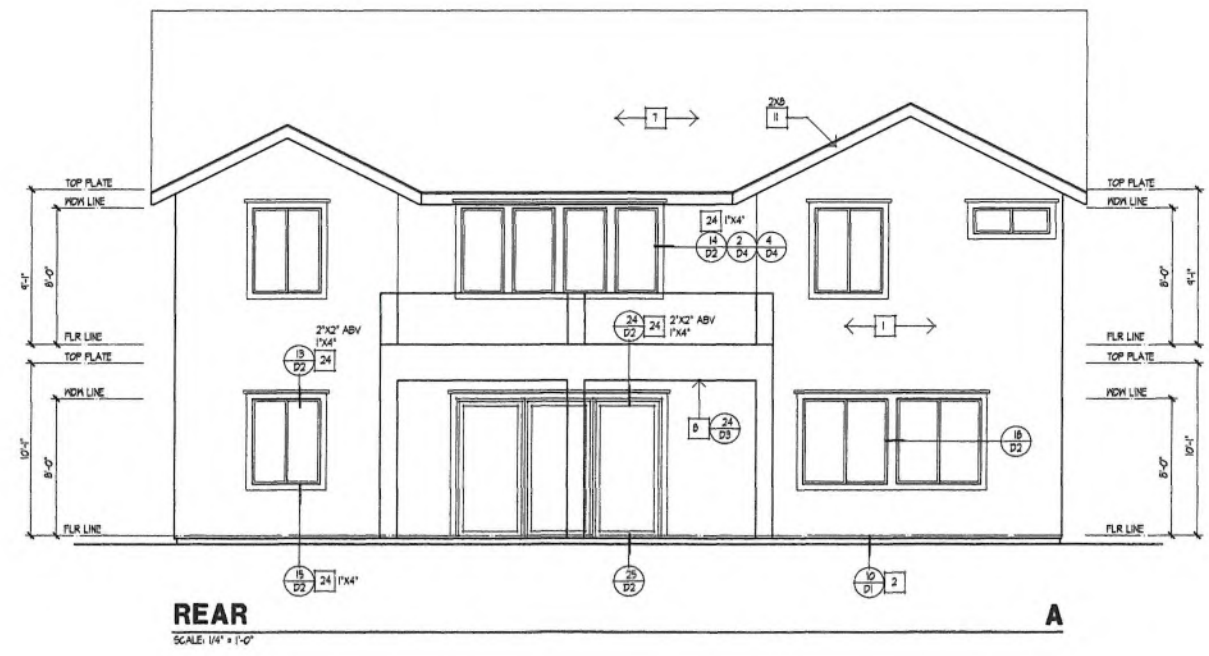 7
2X8
11
TOP PLATE
WDW LINE
TOP PLATE
WDW LINE
24 1"X4"
14 2 4
D2 D4 D4
9'-1"
8'-0"
8'-0"
9'-1"
2"X2" ABV
1"X4"
24 24 2"X2" ABV
D2 1"X4"
1
FLR LINE
TOP PLATE
FLR LINE
TOP PLATE
13 24
D2
WDW LINE
WDW LINE
8 24
D3
18
D2
10'-1"
8'-0"
8'-0"
10'-1"
FLR LINE
FLR LINE
15 24 1"X4"
D2
25
D2
10 2
D1
REAR A
SCALE: 1/4" = 1'-0"